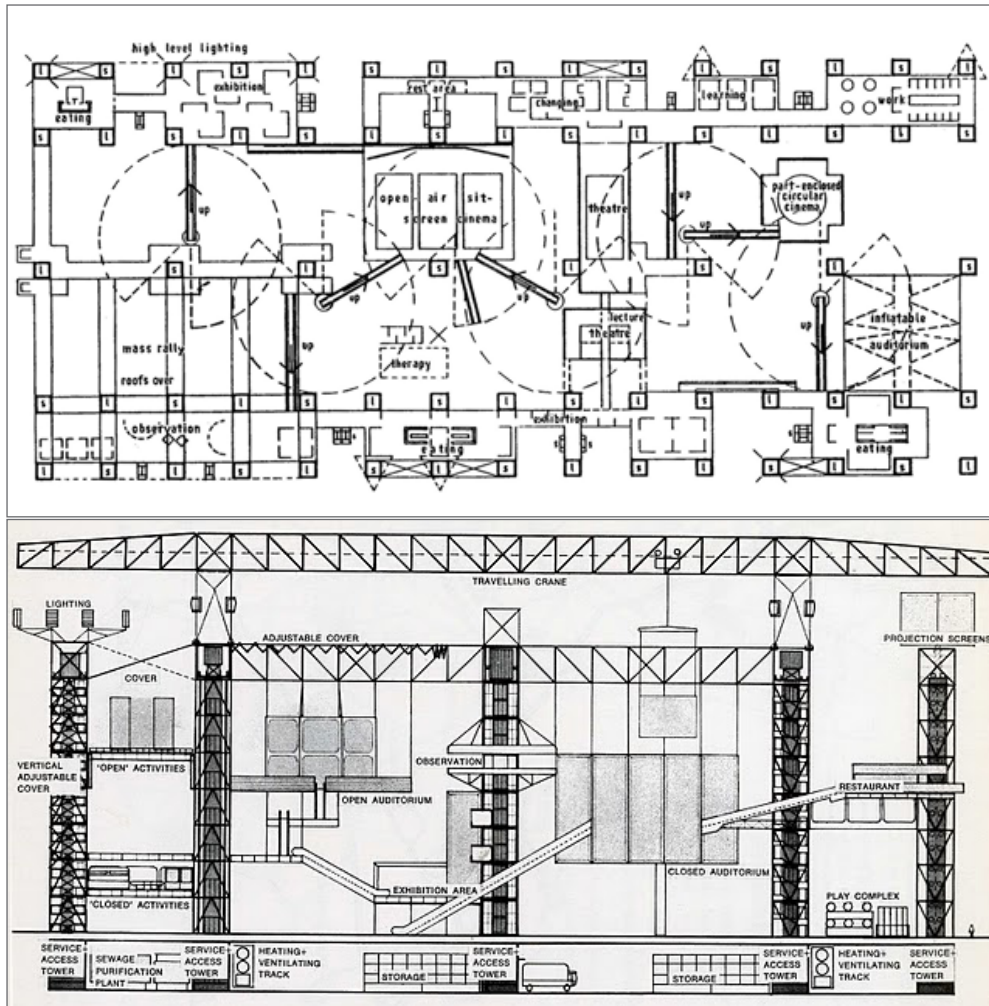 high level lighting
exhibition
eating
rest area
changing
learning
work
up
open-air sit-
screen cinema
theatre
up
up
part-enclosed
circular
cinema
up
up
up
up
mass rally
roofs over
lecture
theatre
therapy
inflatable
auditorium
observation
exhibition
eating
eating
TRAVELLING CRANE
LIGHTING
ADJUSTABLE COVER
PROJECTION SCREENS
COVER
VERTICAL
ADJUSTABLE
COVER
'OPEN' ACTIVITIES
OBSERVATION
OPEN AUDITORIUM
RESTAURANT
CLOSED AUDITORIUM
EXHIBITION AREA
'CLOSED' ACTIVITIES
PLAY COMPLEX
SERVICE+
ACCESS
TOWER
SEWAGE
PURIFICATION
PLANT
SERVICE+
ACCESS
TOWER
HEATING+
VENTILATING
TRACK
STORAGE
SERVICE+
ACCESS
TOWER
STORAGE
SERVICE+
ACCESS
TOWER
HEATING+
VENTILATING
TRACK
SERVICE+
ACCESS
TOWER